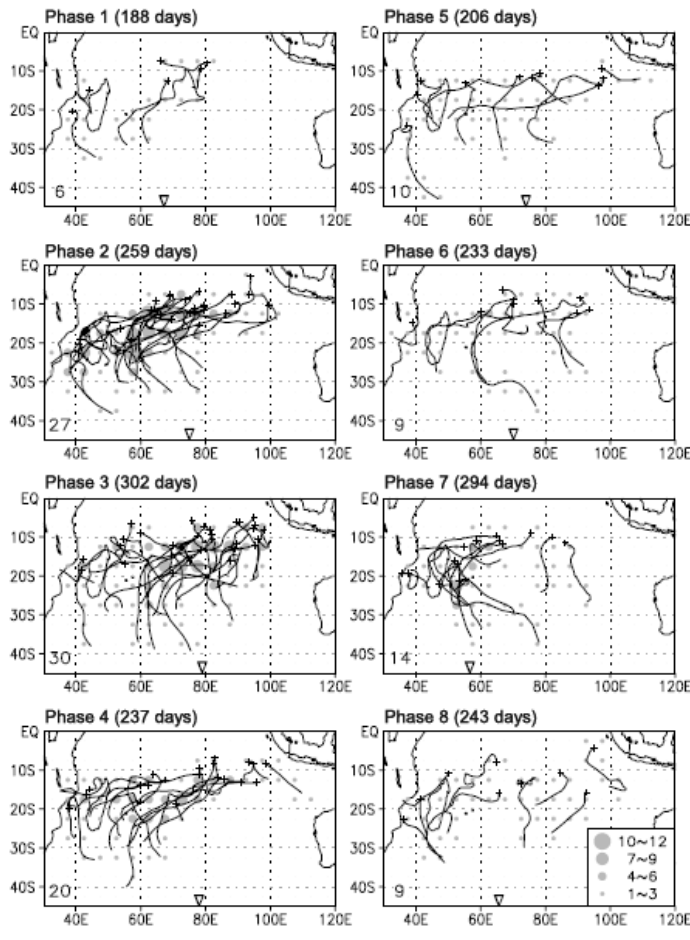 Phase 1 (188 days)
EQ
10S
20S
30S
40S
6
40E 60E 80E 100E 120E
Phase 5 (206 days)
EQ
10S
20S
30S
40S
10
40E 60E 80E 100E 120E
Phase 2 (259 days)
EQ
10S
20S
30S
40S
27
40E 60E 80E 100E 120E
Phase 6 (233 days)
EQ
10S
20S
30S
40S
9
40E 60E 80E 100E 120E
Phase 3 (302 days)
EQ
10S
20S
30S
40S
30
40E 60E 80E 100E 120E
Phase 7 (294 days)
EQ
10S
20S
30S
40S
14
40E 60E 80E 100E 120E
Phase 4 (237 days)
EQ
10S
20S
30S
40S
20
40E 60E 80E 100E 120E
Phase 8 (243 days)
EQ
10S
20S
30S
40S
9
10~12
7~9
4~6
1~3
40E 60E 80E 100E 120E